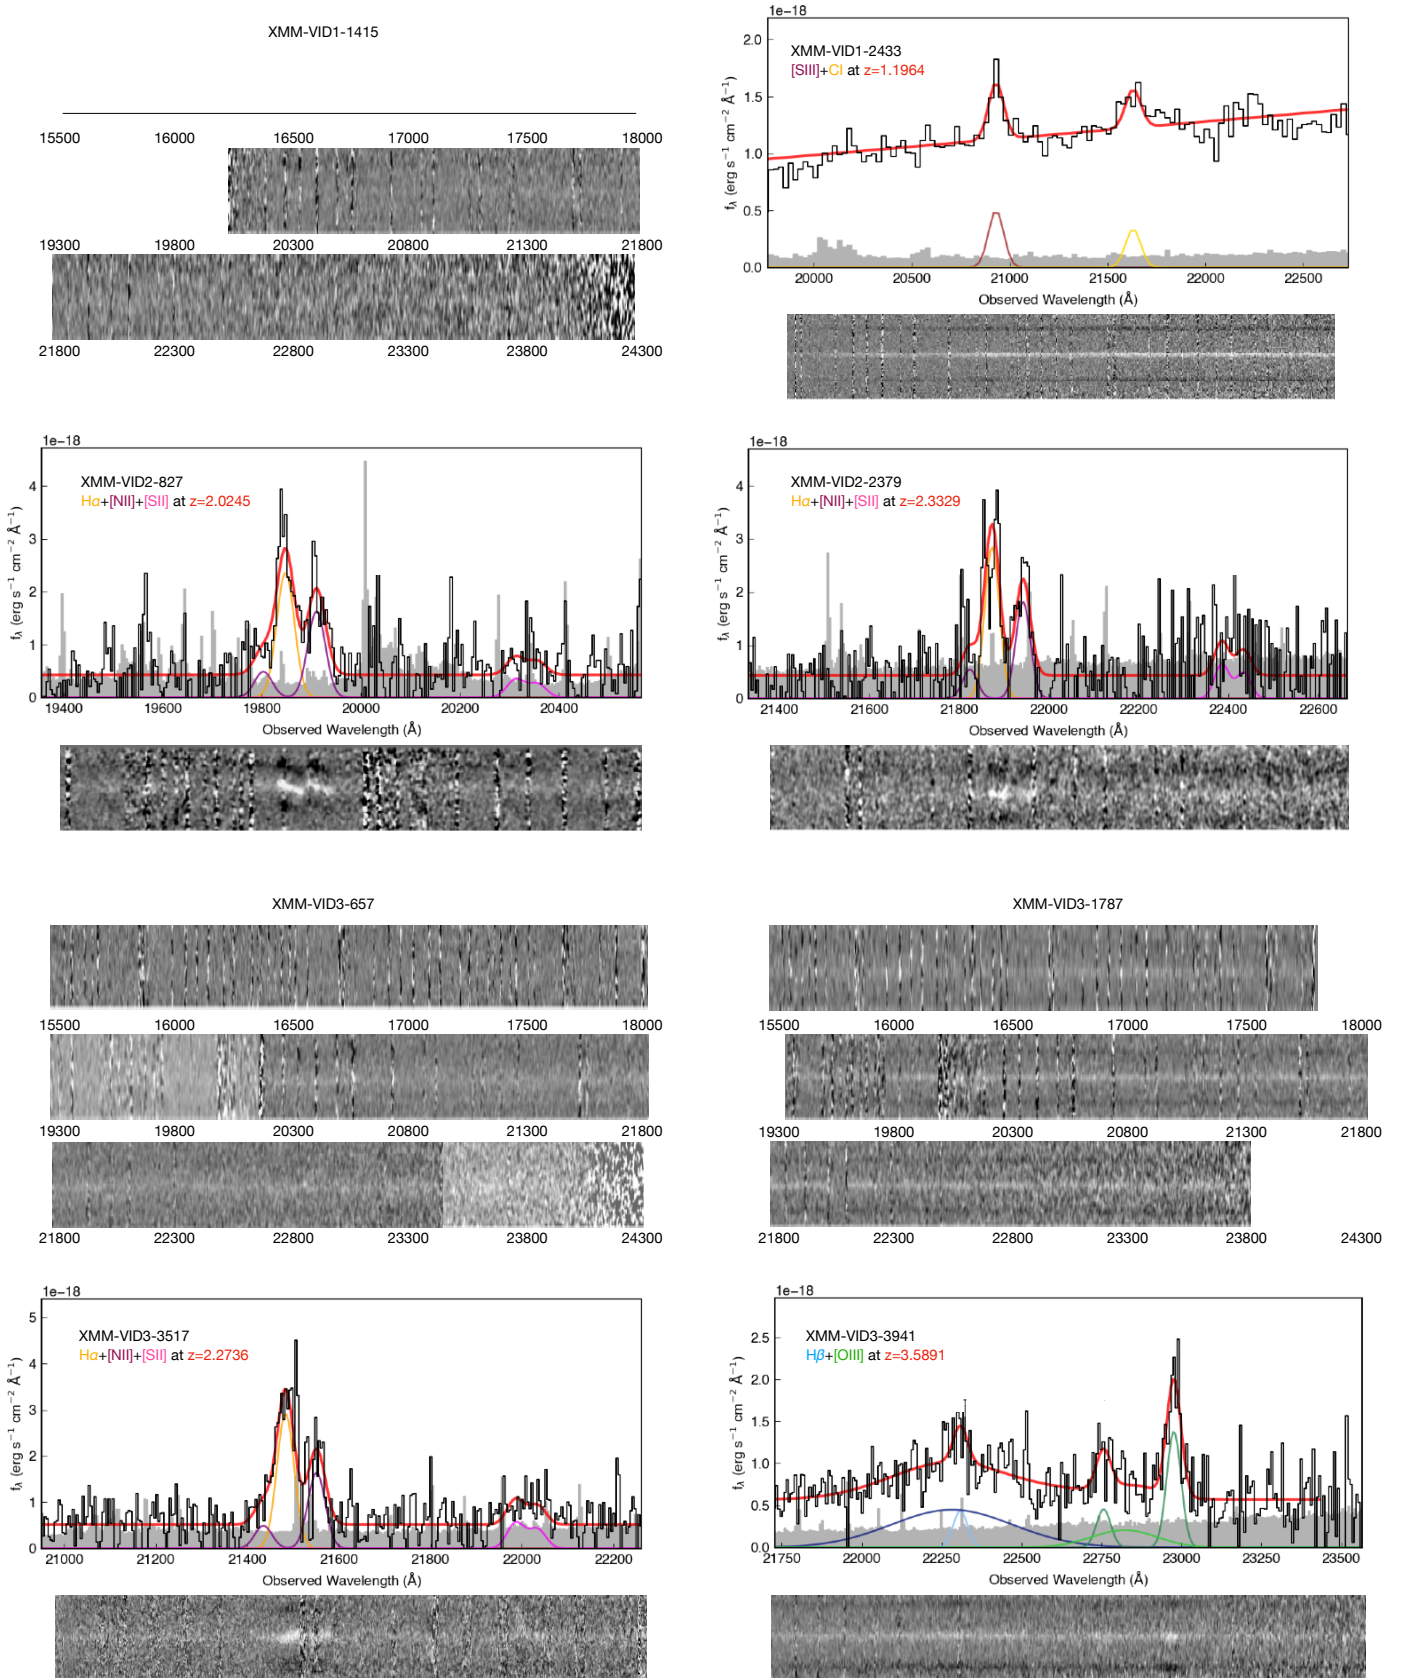 XMM-VID1-1415
15500 16000 16500 17000 17500 18000
19300 19800 20300 20800 21300 21800
21800 22300 22800 23300 23800 24300
1e−18
XMM-VID1-2433
[SIII]+CI at z=1.1964
2.0
1.5
1.0
0.5
0.0
fλ (erg s⁻¹ cm⁻² Å⁻¹)
20000 20500 21000 21500 22000 22500
Observed Wavelength (Å)
1e−18
XMM-VID2-827
Hα+[NII]+[SII] at z=2.0245
4
3
2
1
0
fλ (erg s⁻¹ cm⁻² Å⁻¹)
19400 19600 19800 20000 20200 20400
Observed Wavelength (Å)
1e−18
XMM-VID2-2379
Hα+[NII]+[SII] at z=2.3329
4
3
2
1
0
fλ (erg s⁻¹ cm⁻² Å⁻¹)
21400 21600 21800 22000 22200 22400 22600
Observed Wavelength (Å)
XMM-VID3-657
15500 16000 16500 17000 17500 18000
19300 19800 20300 20800 21300 21800
21800 22300 22800 23300 23800 24300
XMM-VID3-1787
15500 16000 16500 17000 17500 18000
19300 19800 20300 20800 21300 21800
21800 22300 22800 23300 23800 24300
1e−18
XMM-VID3-3517
Hα+[NII]+[SII] at z=2.2736
5
4
3
2
1
0
fλ (erg s⁻¹ cm⁻² Å⁻¹)
21000 21200 21400 21600 21800 22000 22200
Observed Wavelength (Å)
1e−18
XMM-VID3-3941
Hβ+[OIII] at z=3.5891
2.5
2.0
1.5
1.0
0.5
0.0
fλ (erg s⁻¹ cm⁻² Å⁻¹)
21750 22000 22250 22500 22750 23000 23250 23500
Observed Wavelength (Å)